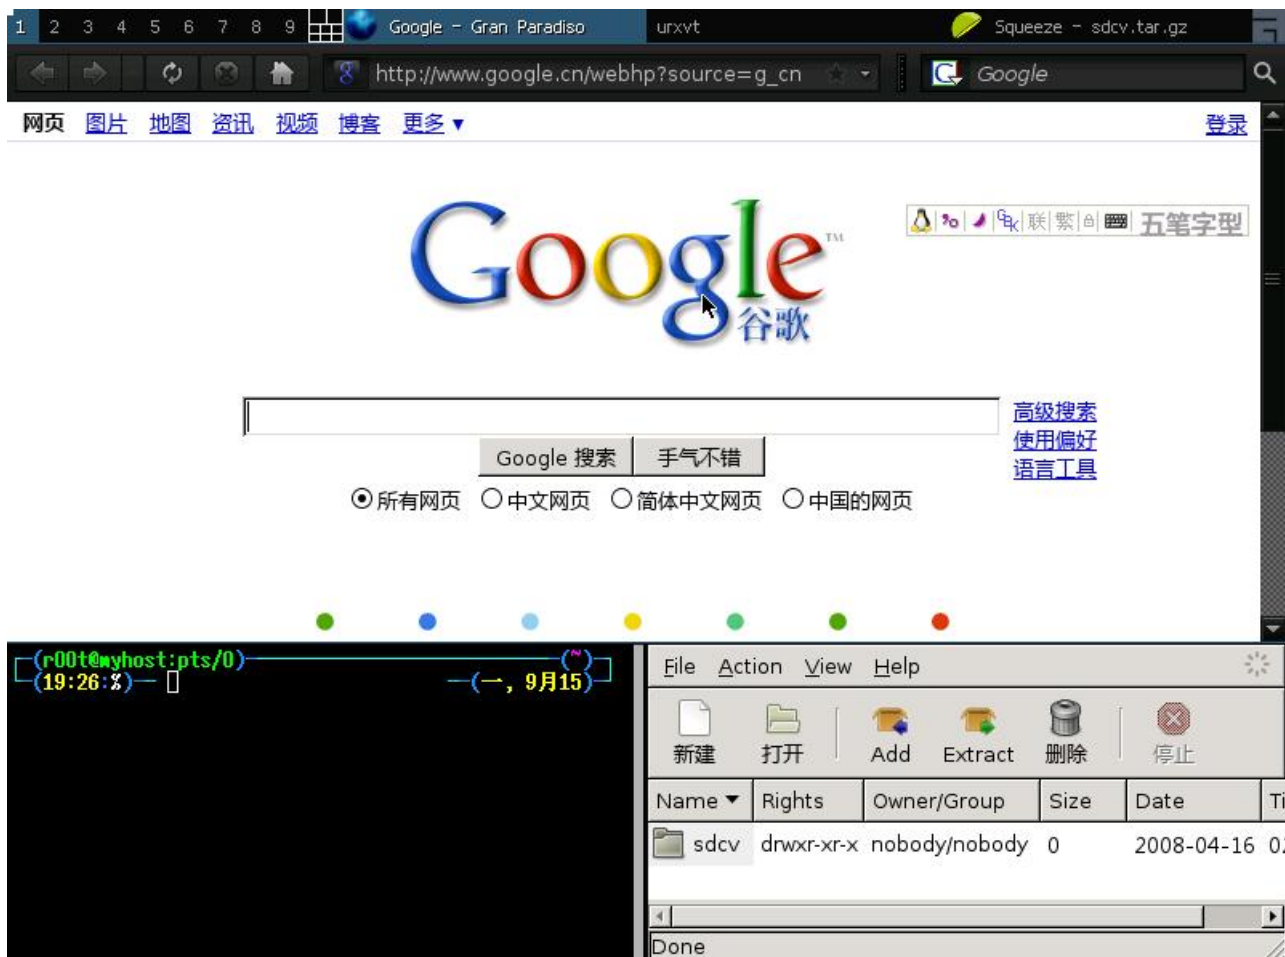 1 2 3 4 5 6 7 8 9 Google - Gran Paradiso urxvt Squeeze - sdcv.tar.gz
http://www.google.cn/webhp?source=g_cn Google
网页 图片 地图 资讯 视频 博客 更多 ▼ 登录
Google™
谷歌
联 繁 五笔字型
高级搜索
Google 搜索 手气不错
使用偏好
语言工具
所有网页 中文网页 简体中文网页 中国的网页
(r00t@myhost:pts/0) (~)
(19:26:%) (一, 9月15)
File Action View Help
新建 打开 Add Extract 删除 停止
Name ▼ Rights Owner/Group Size Date
sdcv drwxr-xr-x nobody/nobody 0 2008-04-16
Done